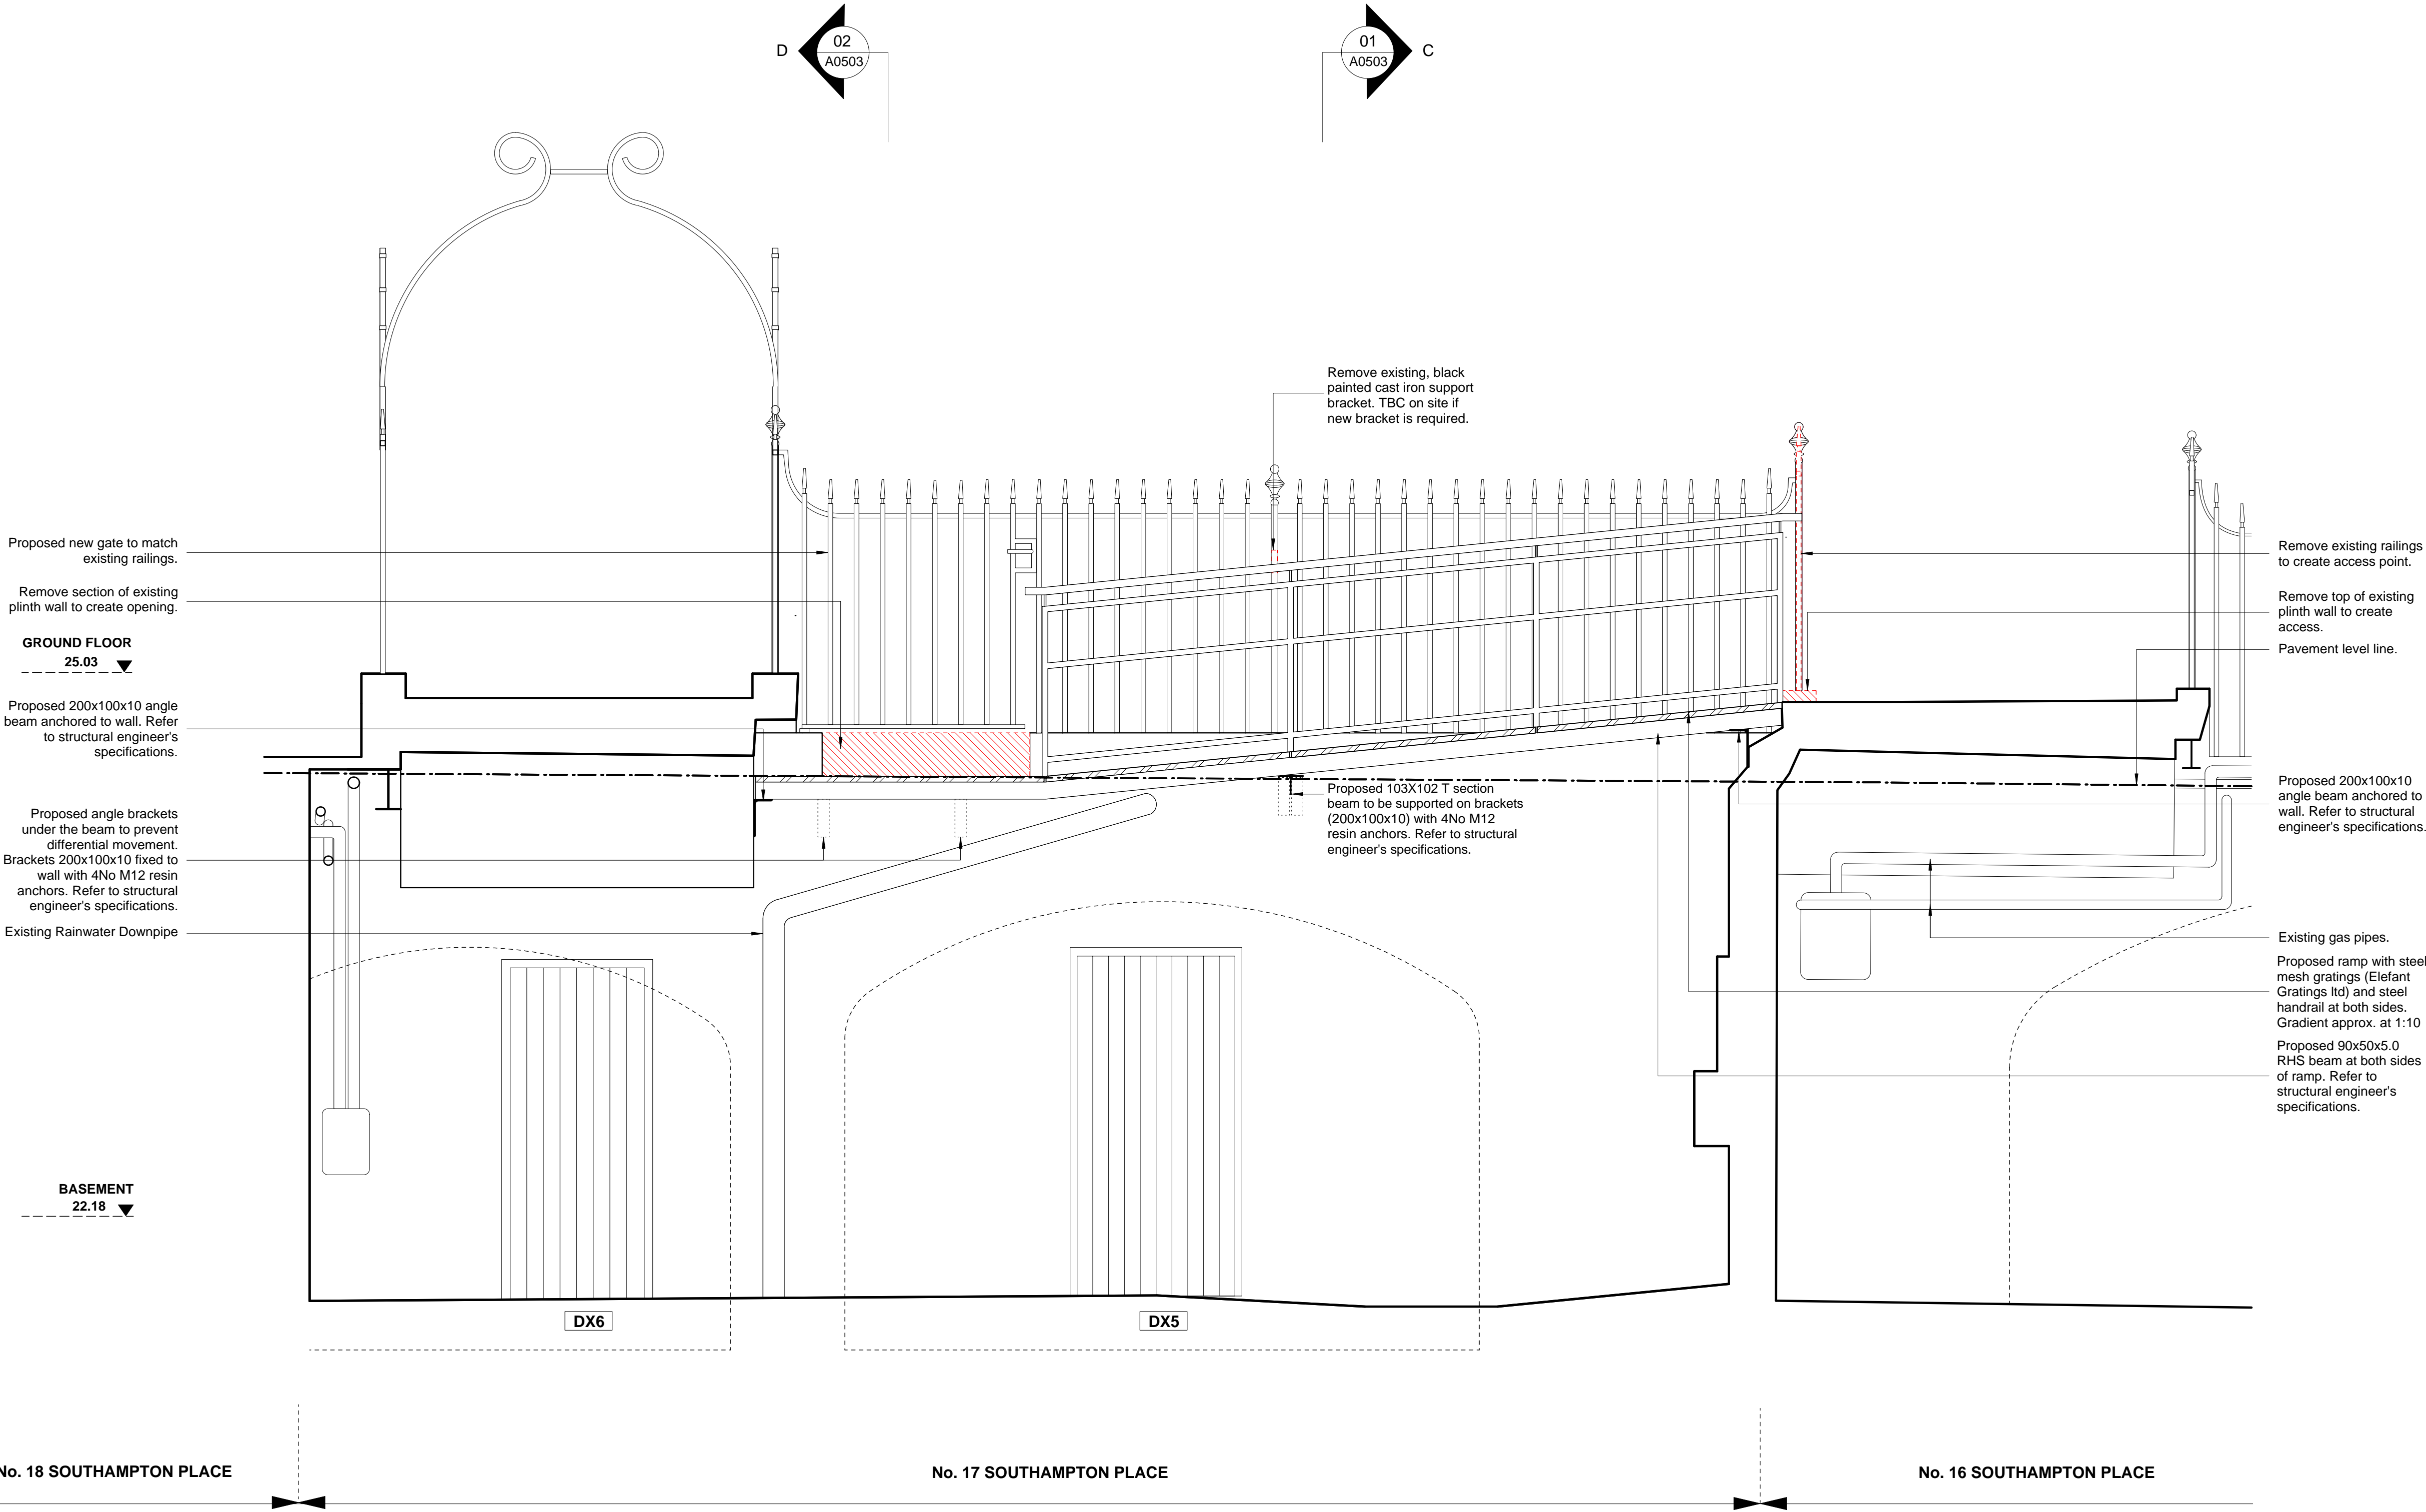 D
02
A0503
01
A0503
C
Remove existing, black
painted cast iron support
bracket. TBC on site if
new bracket is required.
Proposed new gate to match
existing railings.
Remove section of existing
plinth wall to create opening.
GROUND FLOOR
25.03
Proposed 200x100x10 angle
beam anchored to wall. Refer
to structural engineer's
specifications.
Proposed angle brackets
under the beam to prevent
differential movement.
Brackets 200x100x10 fixed to
wall with 4No M12 resin
anchors. Refer to structural
engineer's specifications.
Existing Rainwater Downpipe
BASEMENT
22.18
Proposed 103X102 T section
beam to be supported on brackets
(200x100x10) with 4No M12
resin anchors. Refer to structural
engineer's specifications.
Remove existing railings
to create access point.
Remove top of existing
plinth wall to create
access.
Pavement level line.
Proposed 200x100x10
angle beam anchored to
wall. Refer to structural
engineer's specifications.
Existing gas pipes.
Proposed ramp with steel
mesh gratings (Elefant
Gratings ltd) and steel
handrail at both sides.
Gradient approx. at 1:10
Proposed 90x50x5.0
RHS beam at both sides
of ramp. Refer to
structural engineer's
specifications.
DX6
DX5
No. 18 SOUTHAMPTON PLACE
No. 17 SOUTHAMPTON PLACE
No. 16 SOUTHAMPTON PLACE